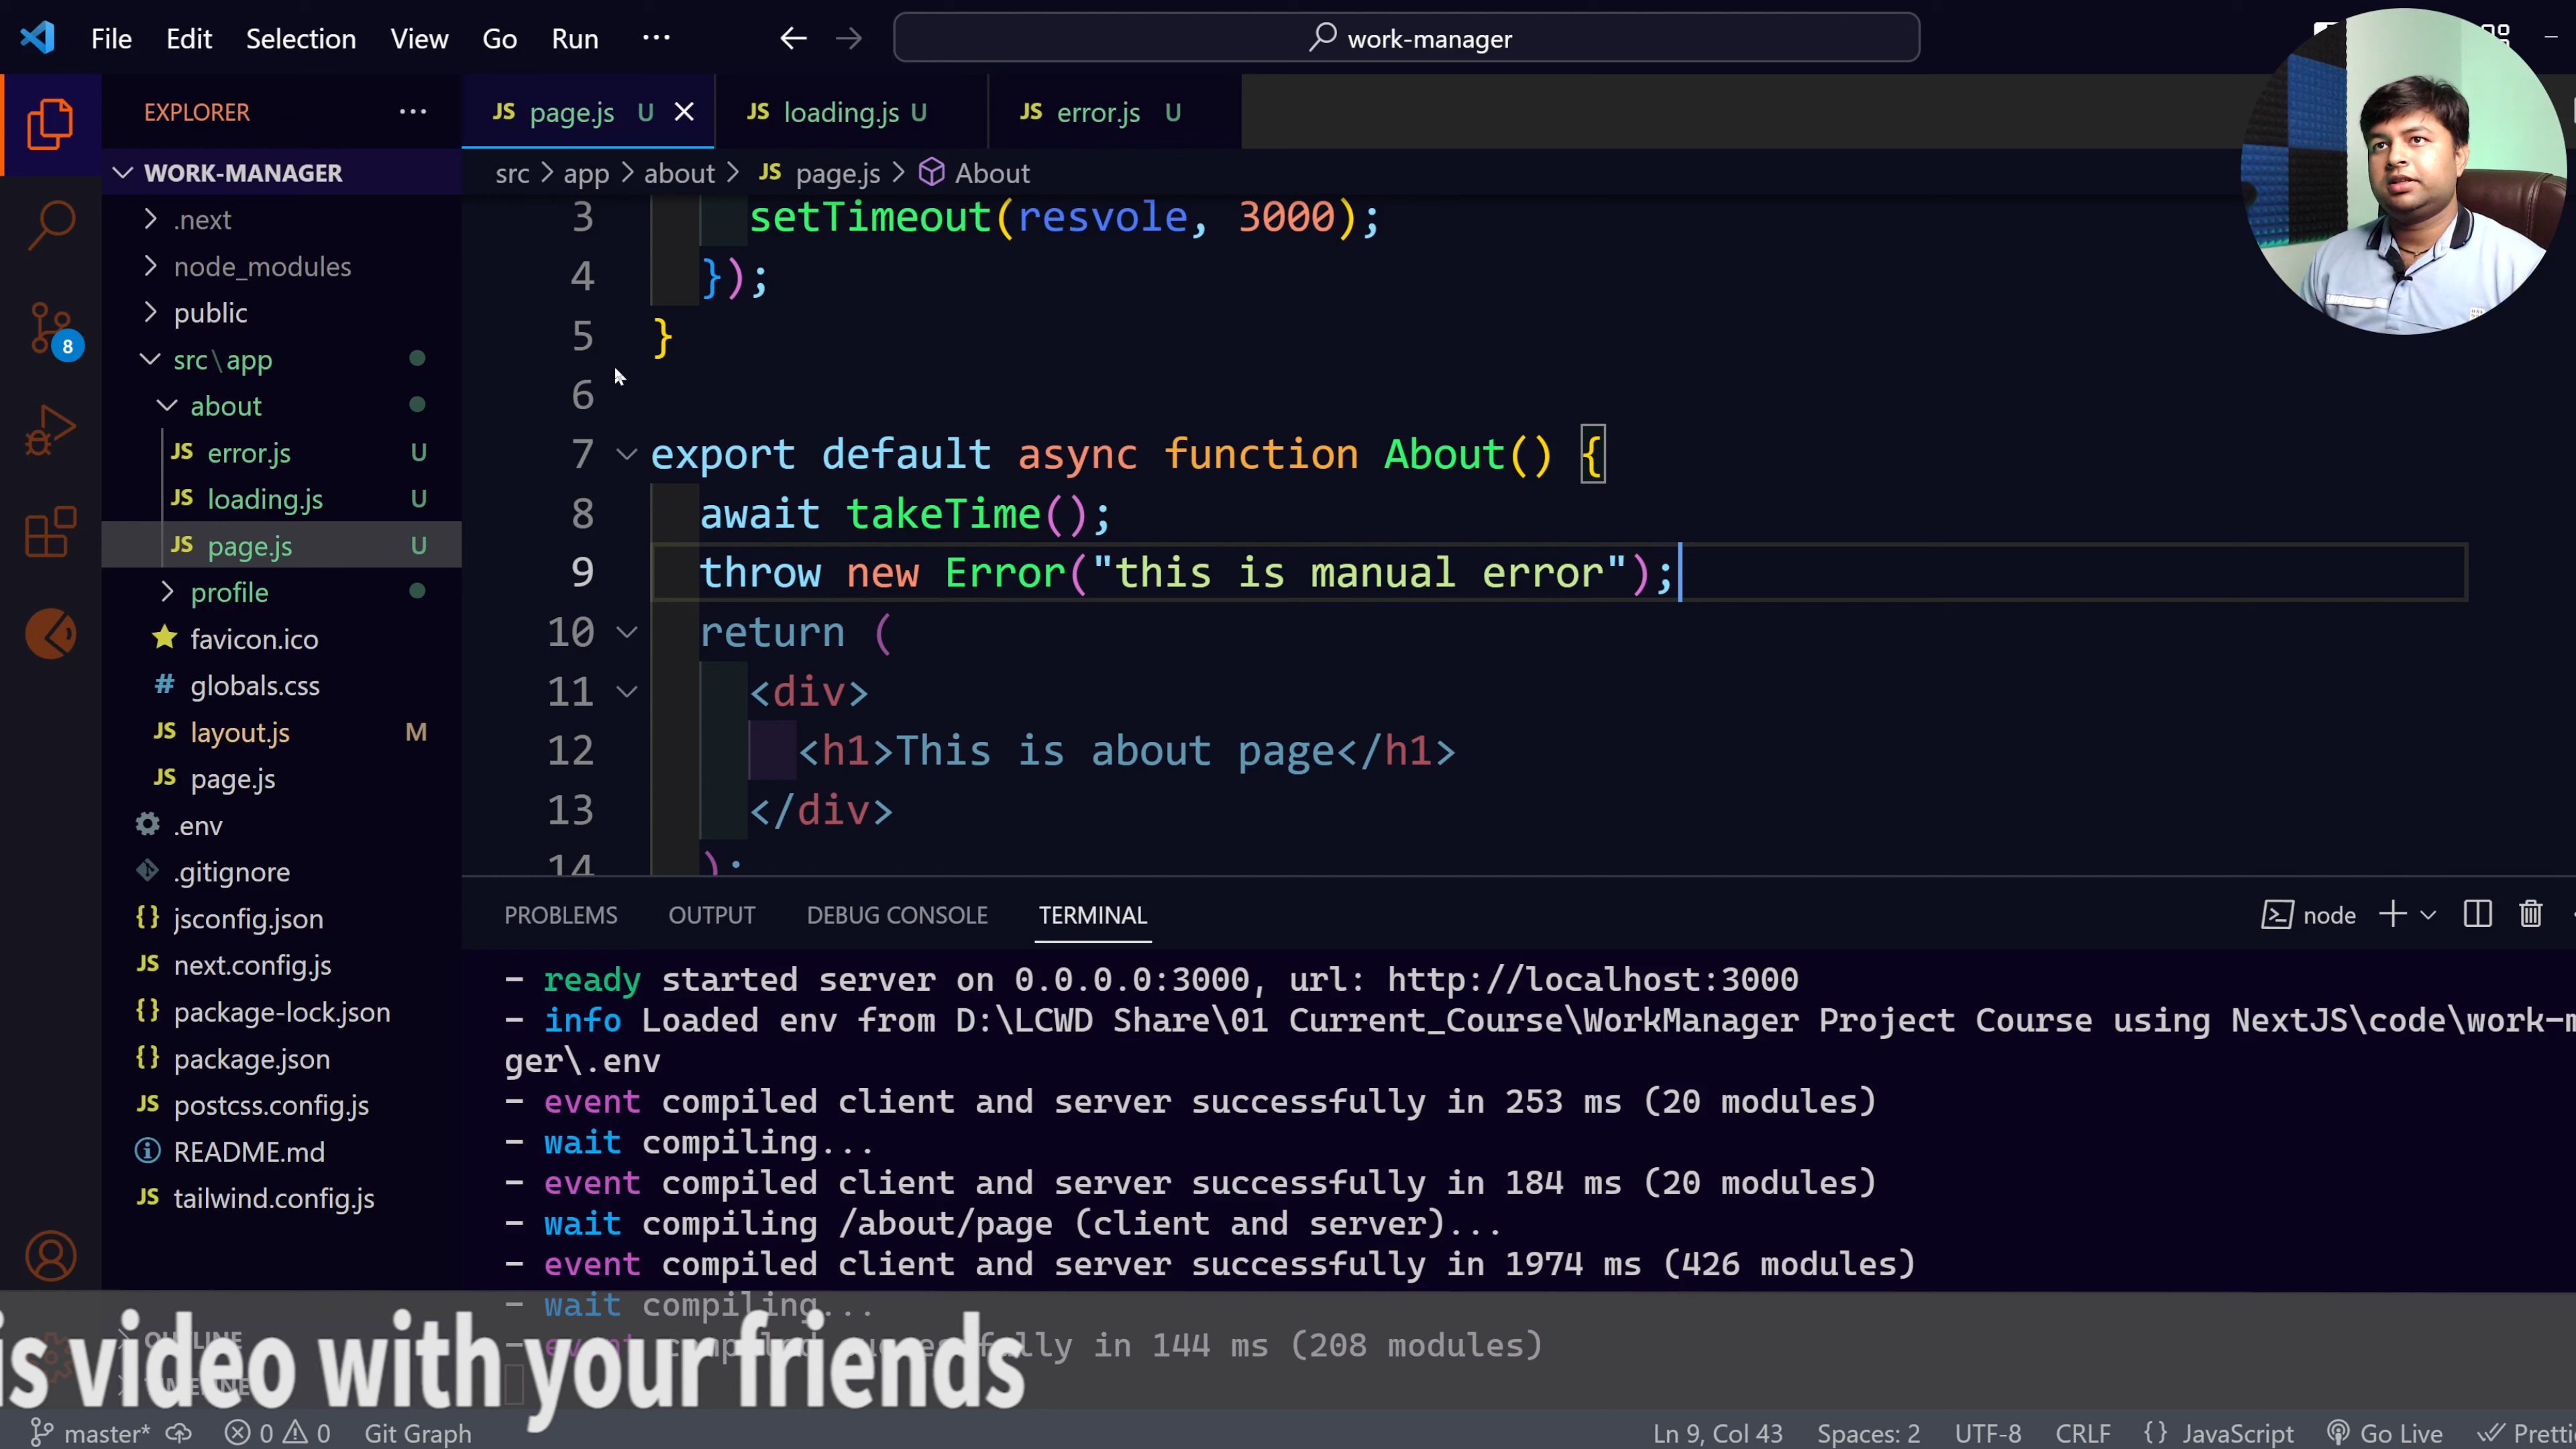 File Edit Selection View Go Run ··· work-manager
EXPLORER ···
WORK-MANAGER
.next
node_modules
public
src\app
about
JS error.js U
JS loading.js U
JS page.js U
profile
favicon.ico
# globals.css
JS layout.js M
JS page.js
.env
.gitignore
{} jsconfig.json
JS next.config.js
{} package-lock.json
{} package.json
JS postcss.config.js
README.md
JS tailwind.config.js
OUTLINE
8
JS page.js U JS loading.js U JS error.js U
src > app > about > JS page.js > About
3 setTimeout(resvole, 3000);
4 });
5 }
6
7 export default async function About() {
8 await takeTime();
9 throw new Error("this is manual error");
10 return (
11 <div>
12 <h1>This is about page</h1>
13 </div>
14 );
PROBLEMS OUTPUT DEBUG CONSOLE TERMINAL node
- ready started server on 0.0.0.0:3000, url: http://localhost:3000
- info Loaded env from D:\LCWD Share\01 Current_Course\WorkManager Project Course using NextJS\code\work-m
ger\.env
- event compiled client and server successfully in 253 ms (20 modules)
- wait compiling...
- event compiled client and server successfully in 184 ms (20 modules)
- wait compiling /about/page (client and server)...
- event compiled client and server successfully in 1974 ms (426 modules)
- wait compiling...
in 144 ms (208 modules)
is video with your friends
master* 0 0 Git Graph Ln 9, Col 43 Spaces: 2 UTF-8 CRLF {} JavaScript Go Live Pretti